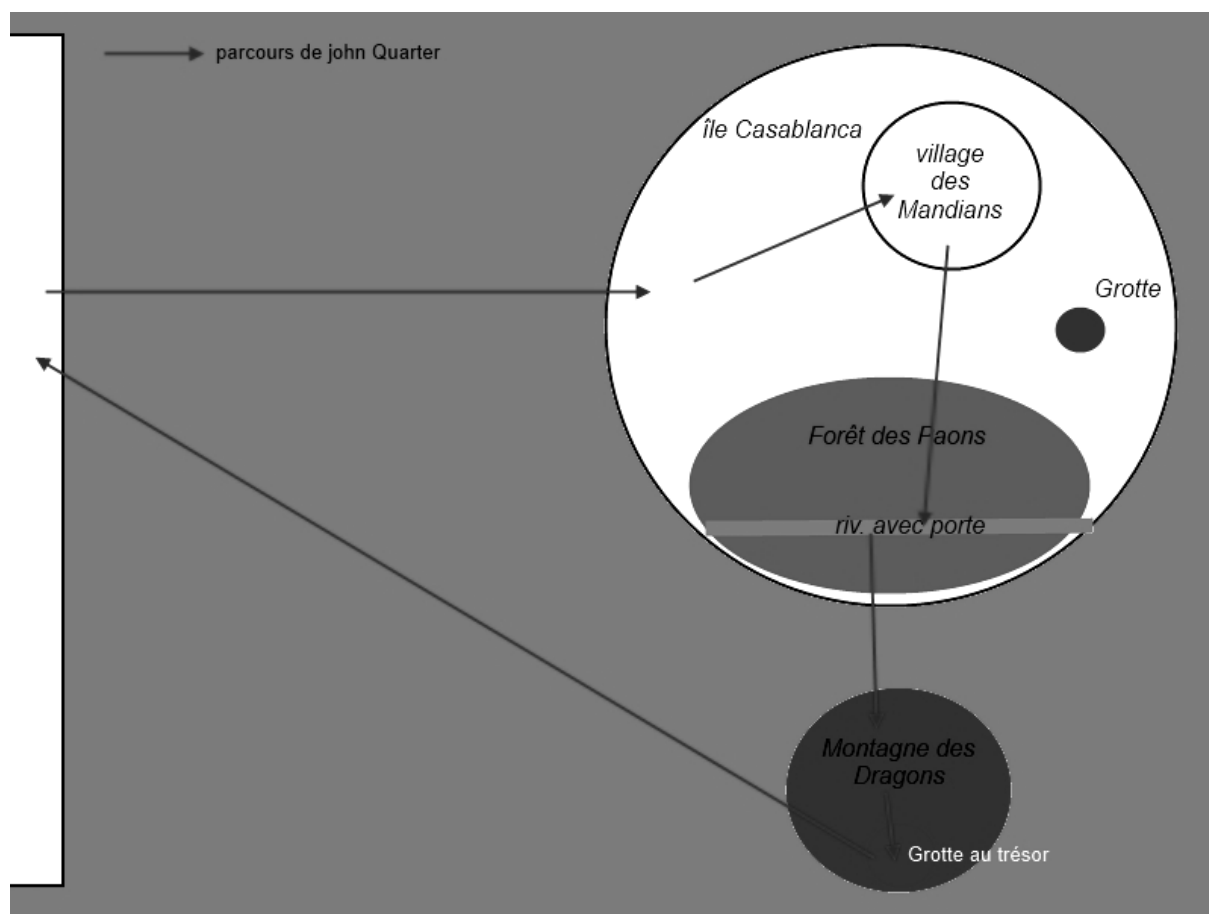 parcours de john Quarter
île Casablanca
village
des
Mandians
Grotte
Forêt des Paons
riv. avec porte
Montagne des
Dragons
Grotte au trésor